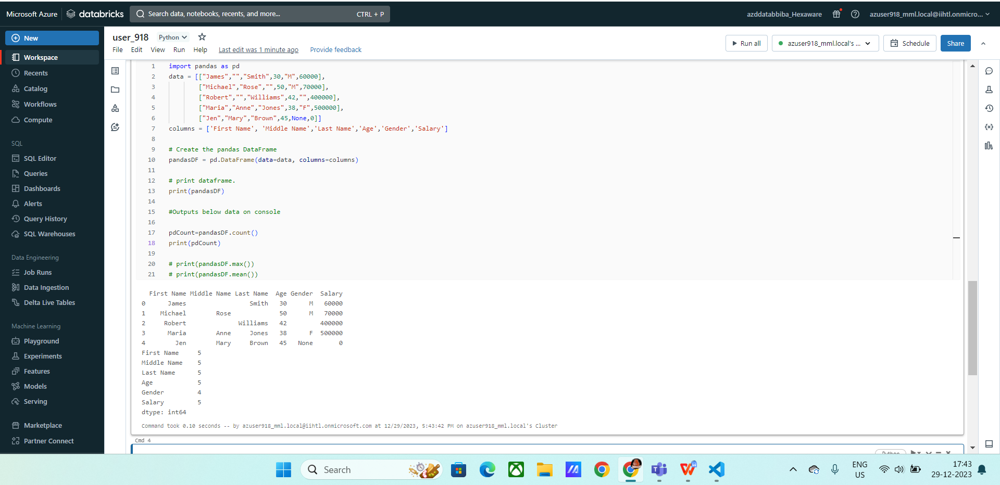 Microsoft Azure databricks Search data, notebooks, recents, and more... CTRL + P azddatabbiba_Hexaware azuser918_mml.local@iihtl.onmicro...
New
Workspace
Recents
Catalog
Workflows
Compute
SQL
SQL Editor
Queries
Dashboards
Alerts
Query History
SQL Warehouses
Data Engineering
Job Runs
Data Ingestion
Delta Live Tables
Machine Learning
Playground
Experiments
Features
Models
Serving
Marketplace
Partner Connect
user_918 Python
File Edit View Run Help Last edit was 1 minute ago Provide feedback
Run all azuser918_mml.local's ... Schedule Share
1 import pandas as pd
2 data = [["James","","Smith",30,"M",60000],
3 ["Michael","Rose","",50,"M",70000],
4 ["Robert","","Williams",42,"",400000],
5 ["Maria","Anne","Jones",38,"F",500000],
6 ["Jen","Mary","Brown",45,None,0]]
7 columns = ['First Name', 'Middle Name','Last Name','Age','Gender','Salary']
8
9 # Create the pandas DataFrame
10 pandasDF = pd.DataFrame(data=data, columns=columns)
11
12 # print dataframe.
13 print(pandasDF)
14
15 #Outputs below data on console
16
17 pdCount=pandasDF.count()
18 print(pdCount)
19
20 # print(pandasDF.max())
21 # print(pandasDF.mean())
First Name Middle Name Last Name Age Gender Salary
0 James Smith 30 M 60000
1 Michael Rose 50 M 70000
2 Robert Williams 42 400000
3 Maria Anne Jones 38 F 500000
4 Jen Mary Brown 45 None 0
First Name 5
Middle Name 5
Last Name 5
Age 5
Gender 4
Salary 5
dtype: int64
Command took 0.10 seconds -- by azuser918_mml.local@iihtl.onmicrosoft.com at 12/29/2023, 5:43:42 PM on azuser918_mml.local's Cluster
Cmd 4
Python
Search
ENG
US
17:43
29-12-2023